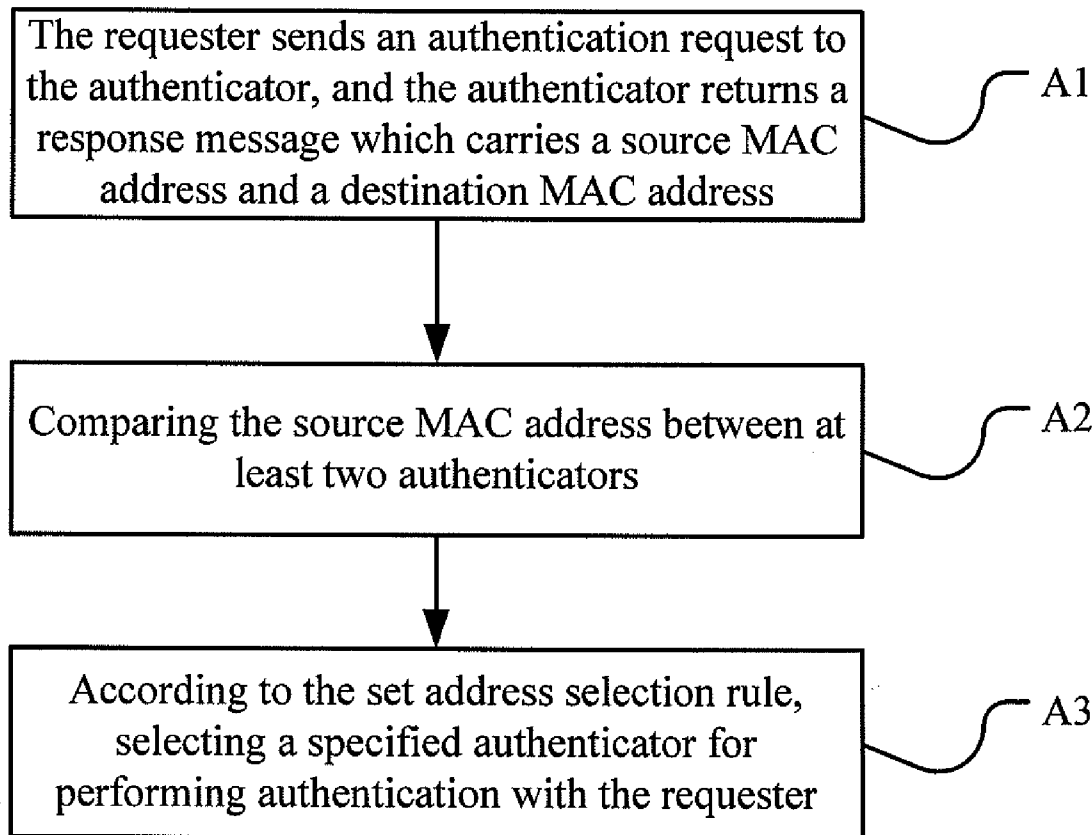 The requester sends an authentication request to
the authenticator, and the authenticator returns a
response message which carries a source MAC
address and a destination MAC address
A1
Comparing the source MAC address between at
least two authenticators
A2
According to the set address selection rule,
selecting a specified authenticator for
performing authentication with the requester
A3